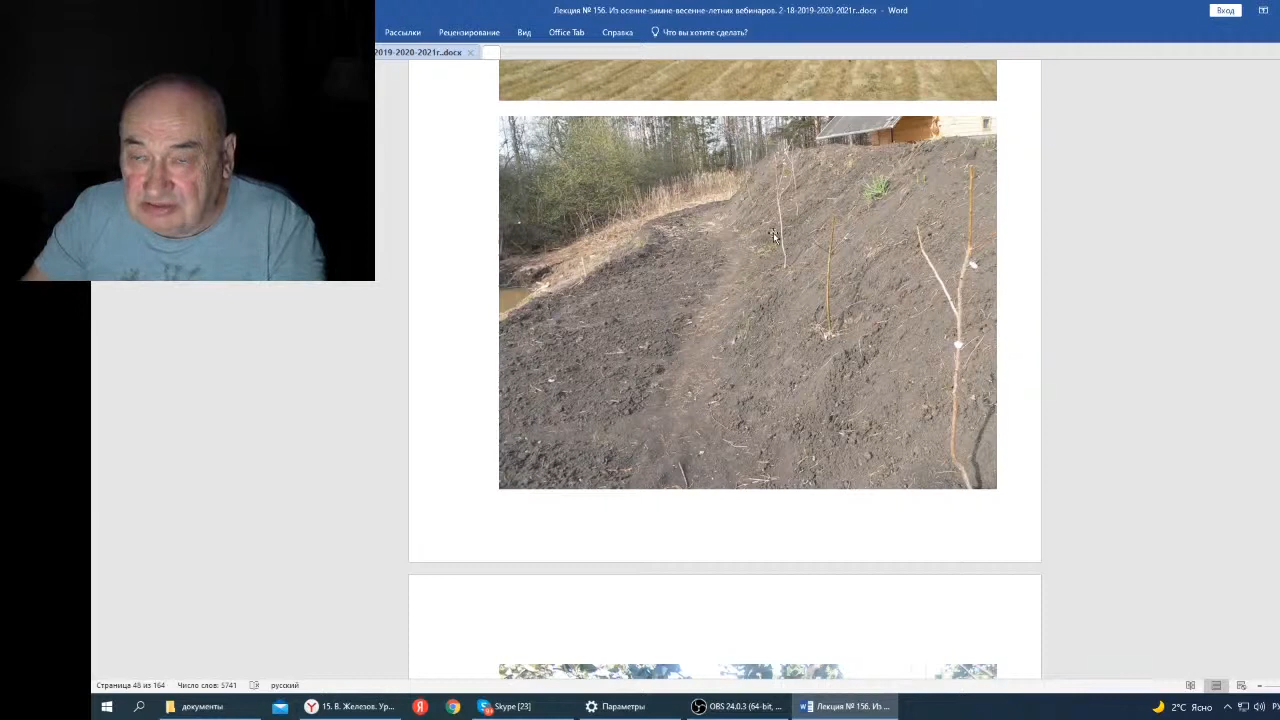 Лекция № 156. Из осенне-зимне-весенне-летних вебинаров. 2-18-2019-2020-2021г..docx - Word
Вход
Рассылки Рецензирование Вид Office Tab Справка Что вы хотите сделать?
2019-2020-2021г..docx
Страница 48 из 164 Число слов: 5741 русский
документы 15. В. Железов. Ур... Я Skype [23] Параметры OBS 24.0.3 (64-bit, ... Лекция № 156. Из ... 2°C Ясно